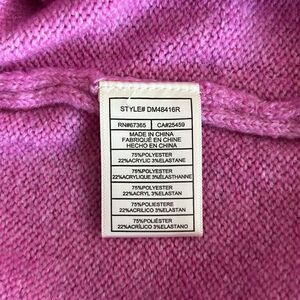 STYLE# DM48416R
RN#67365 CA#25459
MADE IN CHINA
FABRIQUÉ EN CHINE
HECHO EN CHINA
75%POLYESTER
22%ACRYLIC 3%ELASTANE
75%POLYESTER
22%ACRYLIQUE 3%ÉLASTHANNE
75%POLYESTER
22%ACRYL 3%ELASTAN
75%POLIESTERE
22%ACRILICO 3%ELASTAN
75%POLIÉSTER
22%ACRÍLICO 3%ELASTANO